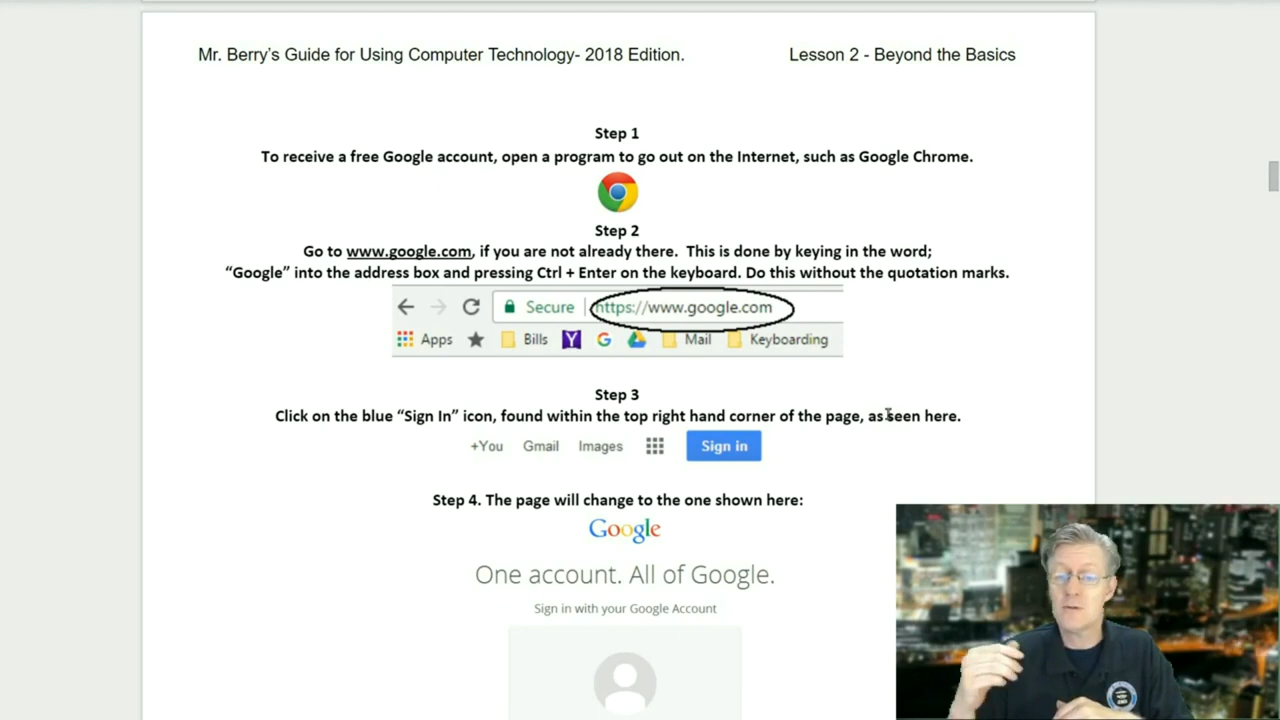 Mr. Berry's Guide for Using Computer Technology- 2018 Edition. Lesson 2 - Beyond the Basics
Step 1
To receive a free Google account, open a program to go out on the Internet, such as Google Chrome.
Step 2
Go to www.google.com, if you are not already there.  This is done by keying in the word;
“Google” into the address box and pressing Ctrl + Enter on the keyboard. Do this without the quotation marks.
Secure https://www.google.com
Apps Bills Mail Keyboarding
Step 3
Click on the blue “Sign In” icon, found within the top right hand corner of the page, as seen here.
+You Gmail Images Sign in
Step 4. The page will change to the one shown here:
Google
One account. All of Google.
Sign in with your Google Account